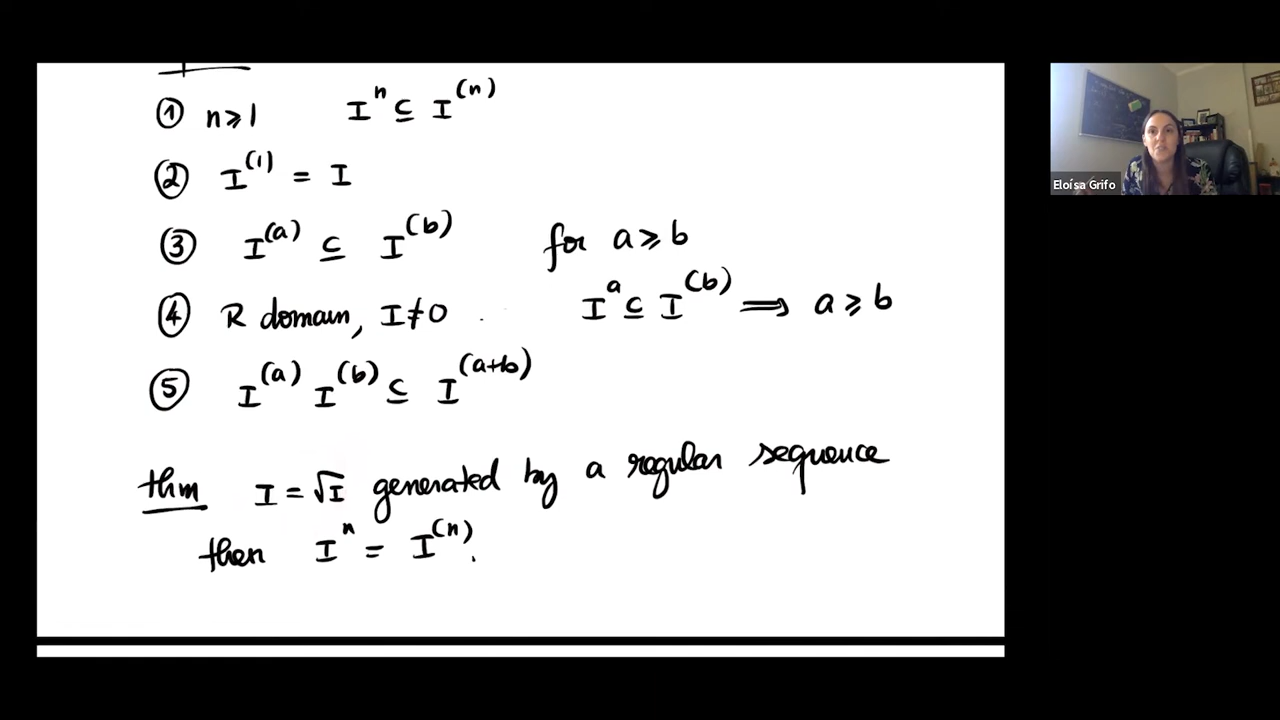 ① n ⩾ 1 Iⁿ ⊆ I⁽ⁿ⁾
② I⁽¹⁾ = I
③ I⁽ᵃ⁾ ⊆ I⁽ᵇ⁾ for a ⩾ b
④ R domain, I ≠ 0. Iᵃ ⊆ I⁽ᵇ⁾ ⟹ a ⩾ b
⑤ I⁽ᵃ⁾ I⁽ᵇ⁾ ⊆ I⁽ᵃ⁺ᵇ⁾
thm I = √I generated by a regular sequence
then Iⁿ = I⁽ⁿ⁾.
Eloísa Grifo